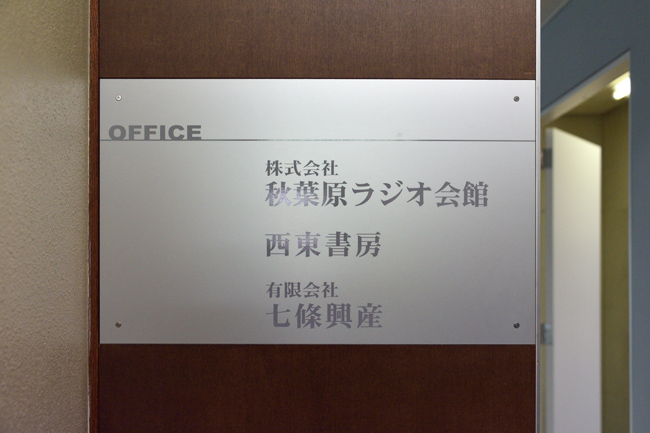 OFFICE
株式会社
秋葉原ラジオ会館
西東書房
有限会社
七條興産